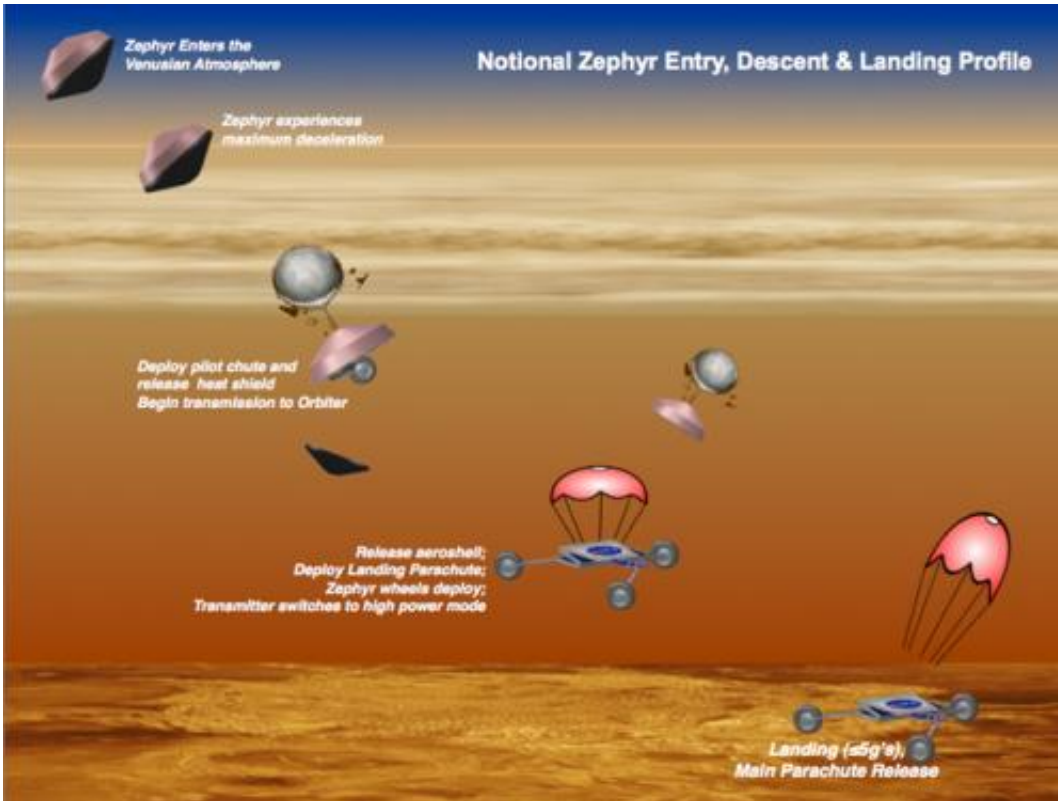 Zephyr Enters the
Venusian Atmosphere
Notional Zephyr Entry, Descent & Landing Profile
Zephyr experiences
maximum deceleration
Deploy pilot chute and
release heat shield
Begin transmission to Orbiter
Release aeroshell;
Deploy Landing Parachute;
Zephyr wheels deploy;
Transmitter switches to high power mode
Landing (≤5g's),
Main Parachute Release